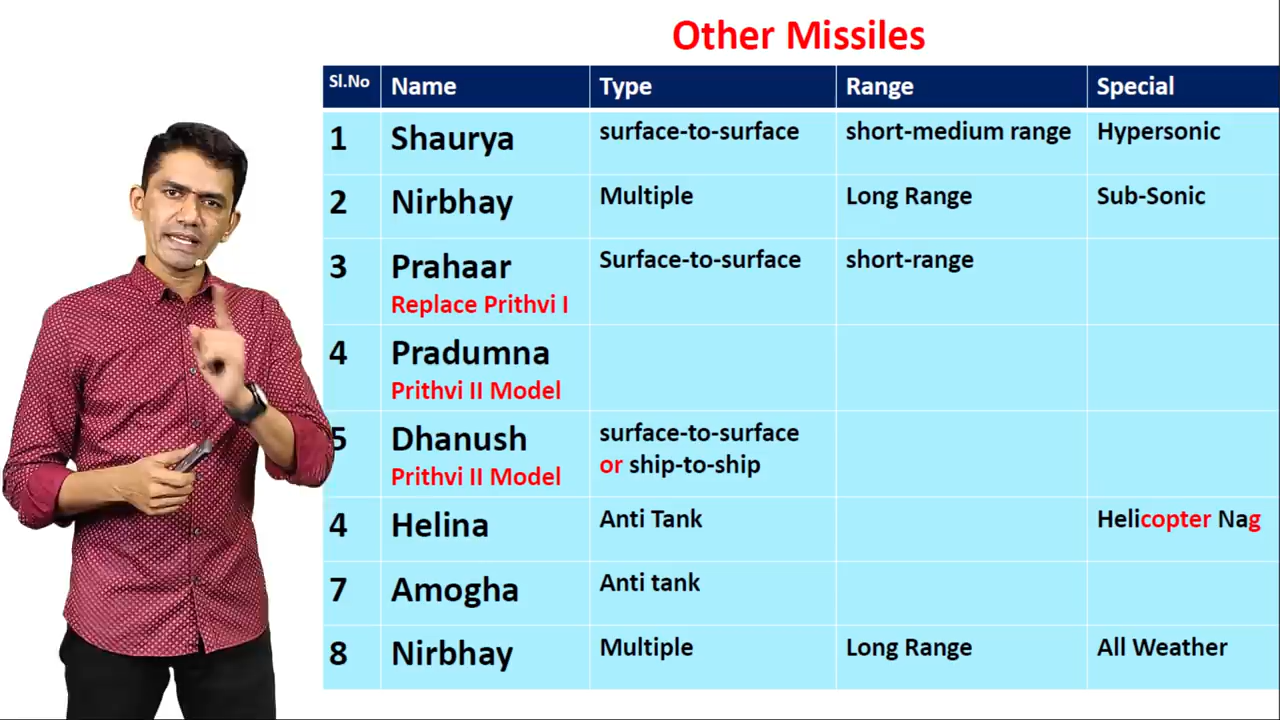 Other Missiles
Sl.No Name Type Range Special
1 Shaurya surface-to-surface short-medium range Hypersonic
2 Nirbhay Multiple Long Range Sub-Sonic
3 Prahaar Surface-to-surface short-range
Replace Prithvi I
4 Pradumna
Prithvi II Model
5 Dhanush surface-to-surface
or ship-to-ship
Prithvi II Model
4 Helina Anti Tank Helicopter Nag
7 Amogha Anti tank
8 Nirbhay Multiple Long Range All Weather